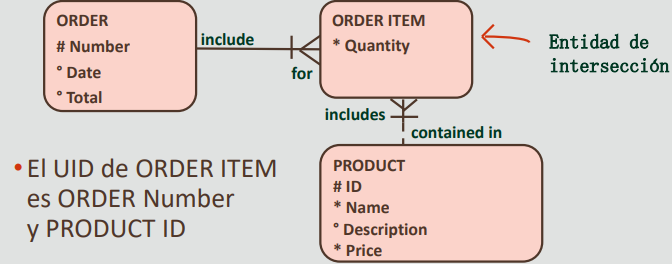 ORDER
# Number
° Date
° Total
include
for
ORDER ITEM
* Quantity
Entidad de
intersección
includes
contained in
PRODUCT
# ID
* Name
° Description
* Price
• El UID de ORDER ITEM
es ORDER Number
y PRODUCT ID